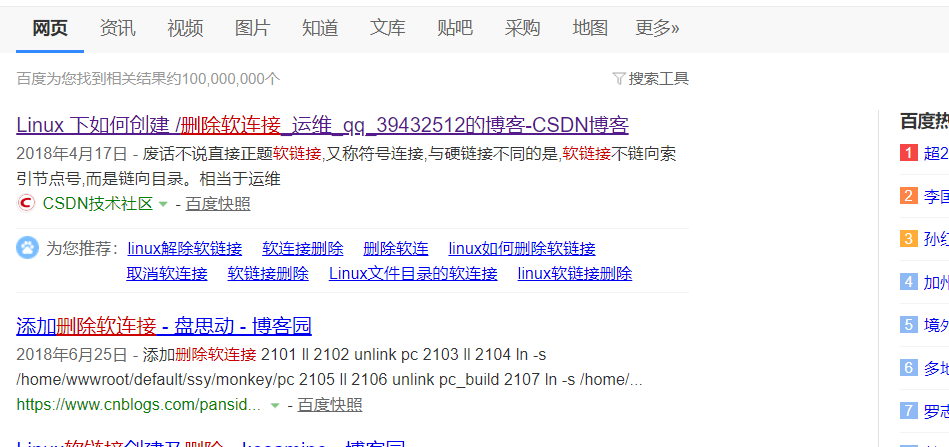 网页 资讯 视频 图片 知道 文库 贴吧 采购 地图 更多»
百度为您找到相关结果约100,000,000个 搜索工具
Linux 下如何创建 /删除软连接_运维_qq_39432512的博客-CSDN博客
2018年4月17日 - 废话不说直接正题软链接,又称符号连接,与硬链接不同的是,软链接不链向索
引节点号,而是链向目录。相当于运维
CSDN技术社区 - 百度快照
为您推荐: linux解除软链接 软连接删除 删除软连 linux如何删除软链接
取消软连接 软链接删除 Linux文件目录的软连接 linux软链接删除
添加删除软连接 - 盘思动 - 博客园
2018年6月25日 - 添加删除软连接 2101 ll 2102 unlink pc 2103 ll 2104 ln -s
/home/wwwroot/default/ssy/monkey/pc 2105 ll 2106 unlink pc_build 2107 ln -s /home/...
https://www.cnblogs.com/pansid... - 百度快照
百度热
1 超2
2 李国
3 孙红
4 加州
5 境外
6 多地
7 罗志